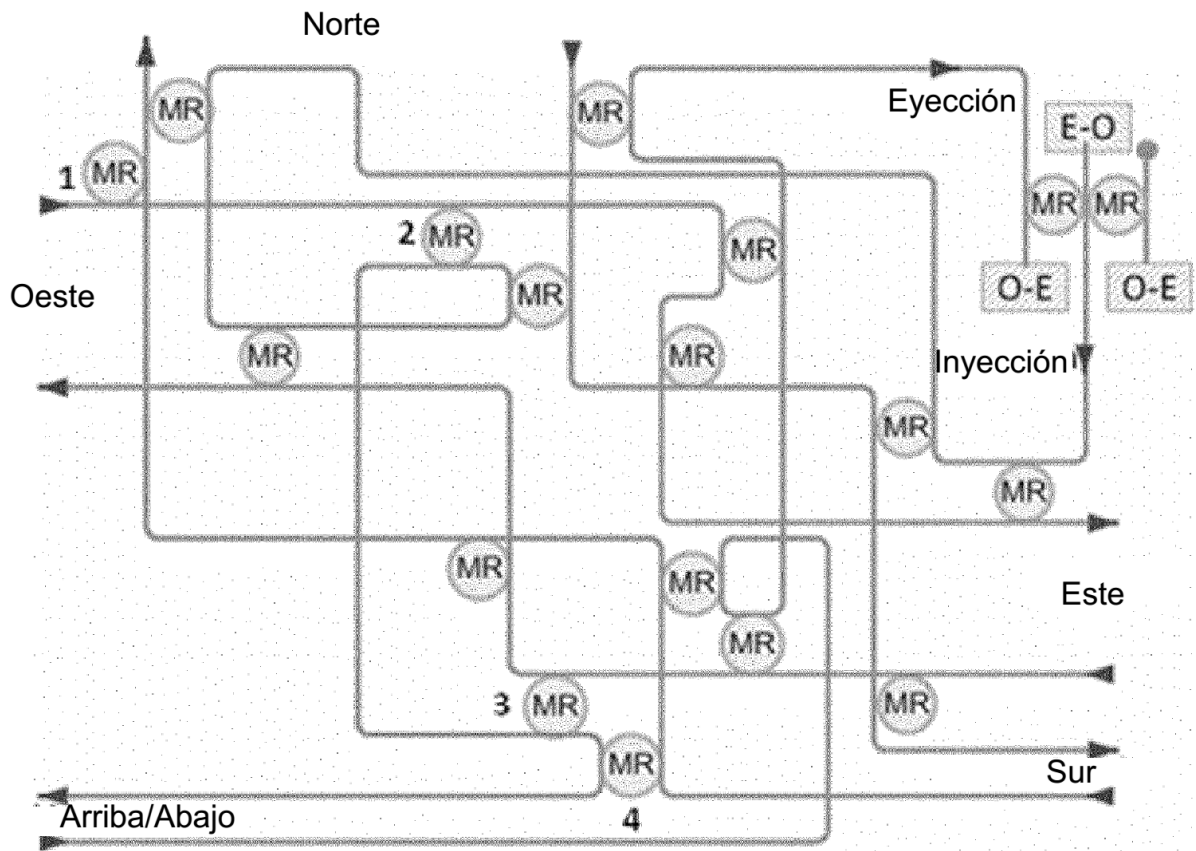 Norte
MR
MR
Eyección
E-O
1
MR
MR
MR
2
MR
MR
Oeste
MR
O-E
O-E
MR
MR
Inyección
MR
MR
MR
MR
Este
MR
3
MR
MR
MR
Sur
Arriba/Abajo
4